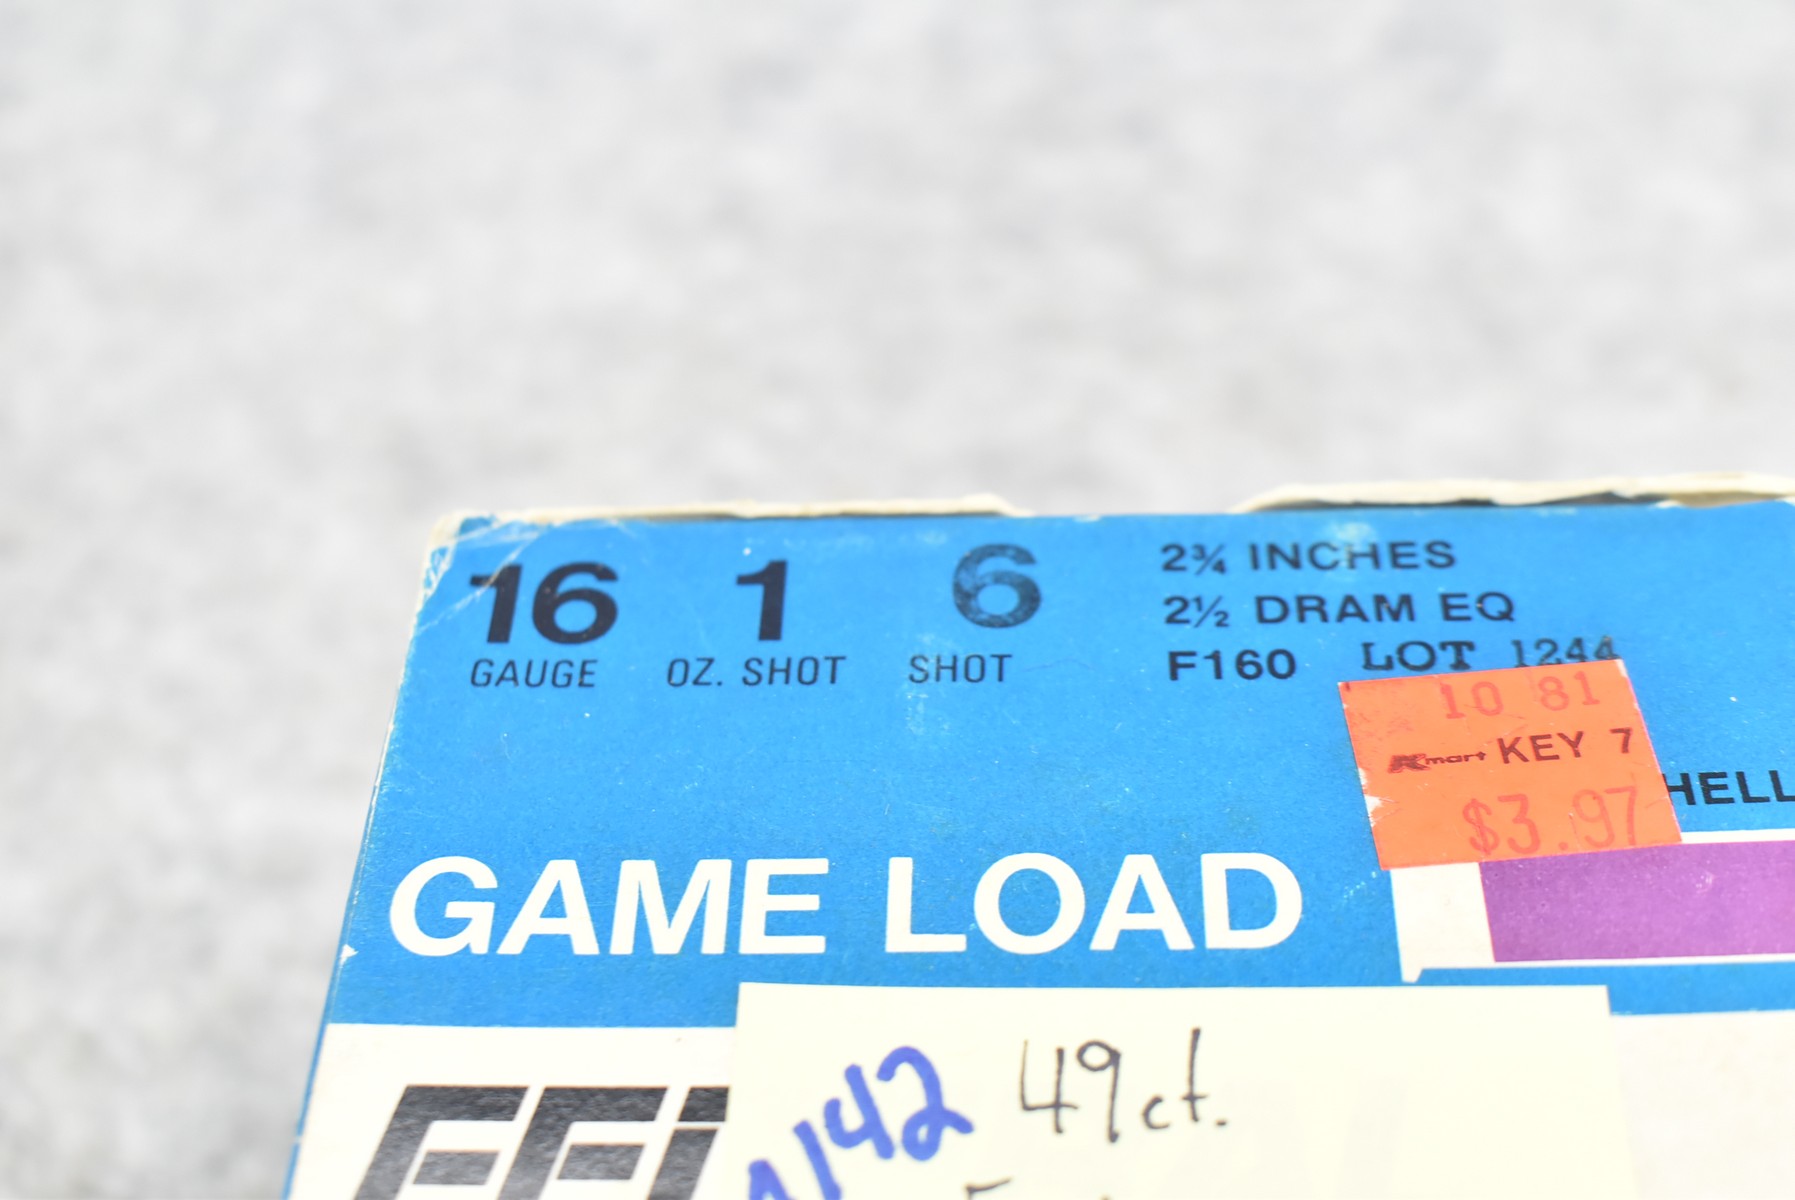 16 1 6
GAUGE OZ. SHOT SHOT
2¾ INCHES
2½ DRAM EQ
F160 LOT 1244
10 81
Kmart KEY 7
$3.97
HELL
GAME LOAD
49ct.
142